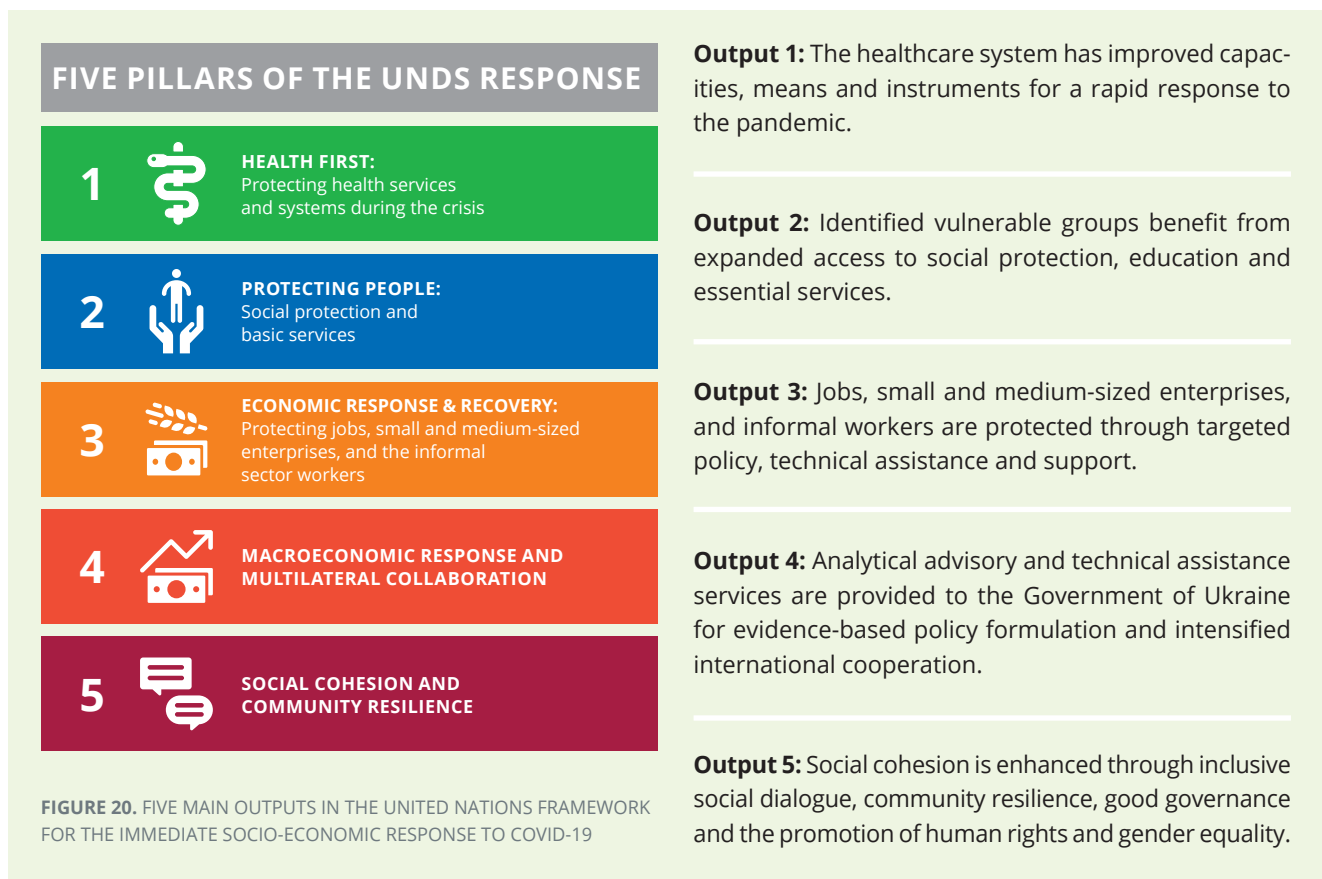 FIVE PILLARS OF THE UNDS RESPONSE
1
HEALTH FIRST:
Protecting health services
and systems during the crisis
2
PROTECTING PEOPLE:
Social protection and
basic services
3
ECONOMIC RESPONSE & RECOVERY:
Protecting jobs, small and medium-sized
enterprises, and the informal
sector workers
4
MACROECONOMIC RESPONSE AND
MULTILATERAL COLLABORATION
5
SOCIAL COHESION AND
COMMUNITY RESILIENCE
FIGURE 20. FIVE MAIN OUTPUTS IN THE UNITED NATIONS FRAMEWORK
FOR THE IMMEDIATE SOCIO-ECONOMIC RESPONSE TO COVID-19
Output 1: The healthcare system has improved capac-
ities, means and instruments for a rapid response to
the pandemic.
Output 2: Identified vulnerable groups benefit from
expanded access to social protection, education and
essential services.
Output 3: Jobs, small and medium-sized enterprises,
and informal workers are protected through targeted
policy, technical assistance and support.
Output 4: Analytical advisory and technical assistance
services are provided to the Government of Ukraine
for evidence-based policy formulation and intensified
international cooperation.
Output 5: Social cohesion is enhanced through inclusive
social dialogue, community resilience, good governance
and the promotion of human rights and gender equality.